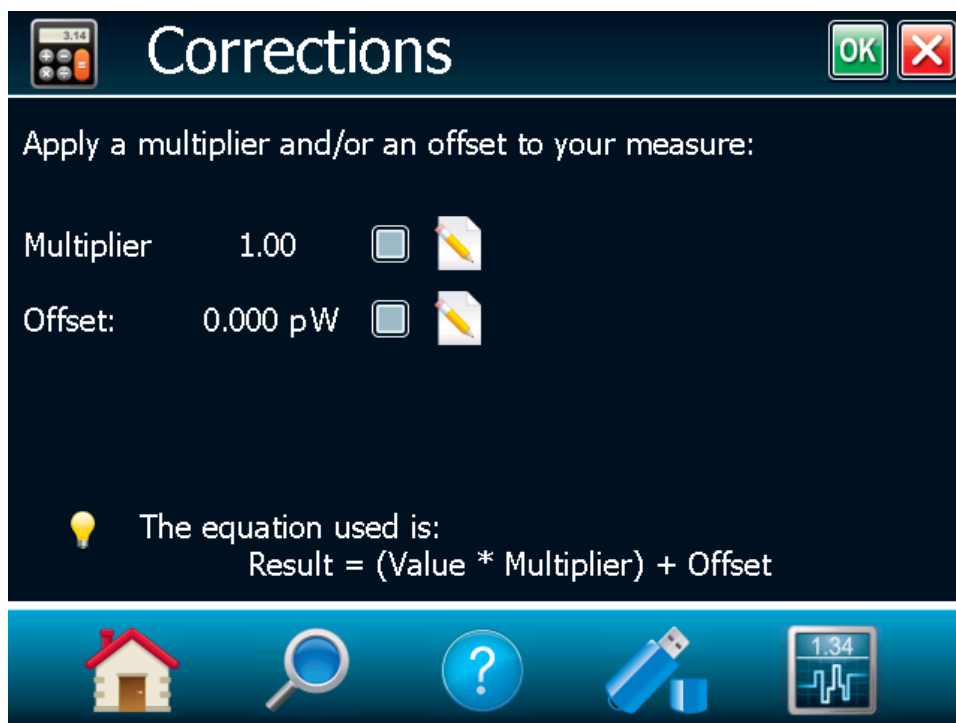 3.14
Corrections
OK
Apply a multiplier and/or an offset to your measure:
Multiplier 1.00
Offset: 0.000 pW
The equation used is:
Result = (Value * Multiplier) + Offset
?
1.34